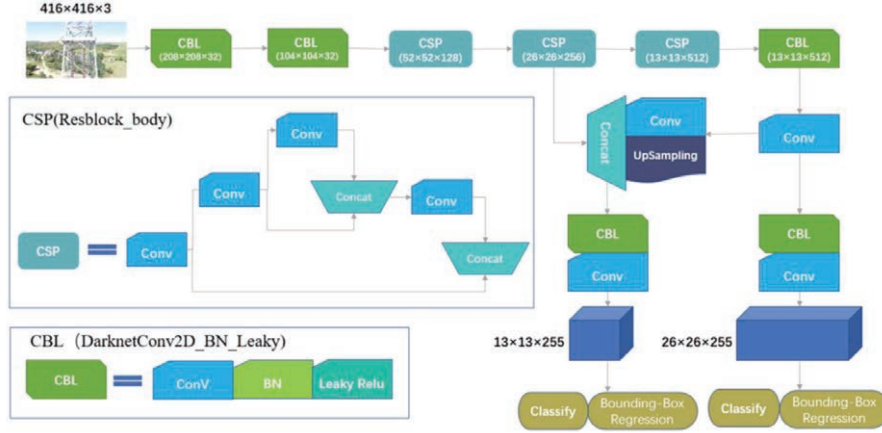 416×416×3
CBL
(208×208×32)
CBL
(104×104×32)
CSP
(52×52×128)
CSP
(26×26×256)
CSP
(13×13×512)
CBL
(13×13×512)
CSP(Resblock_body)
Conv
Conv
Concat
Conv
CSP
Conv
Concat
Concat
Conv
UpSampling
Conv
CBL
Conv
CBL
Conv
13×13×255
26×26×255
CBL（DarknetConv2D_BN_Leaky)
CBL
ConV
BN
Leaky Relu
Classify
Bounding-Box
Regression
Classify
Bounding-Box
Regression